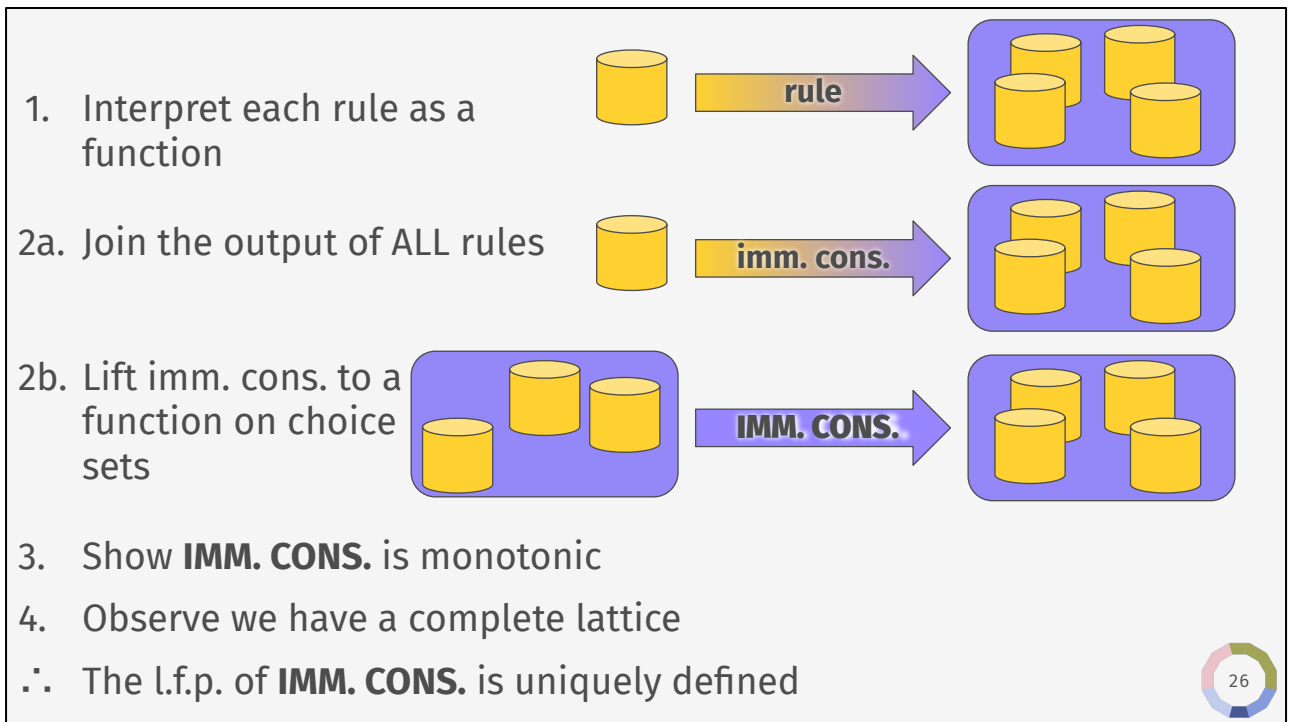 1. Interpret each rule as a
function
rule
2a. Join the output of ALL rules
imm. cons.
2b. Lift imm. cons. to a
function on choice
sets
IMM. CONS.
3. Show IMM. CONS. is monotonic
4. Observe we have a complete lattice
∴ The l.f.p. of IMM. CONS. is uniquely defined
26